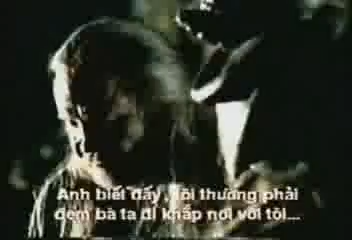 Anh biết đấy, tôi thường phải
đem bà ta đi khắp nơi với tôi...